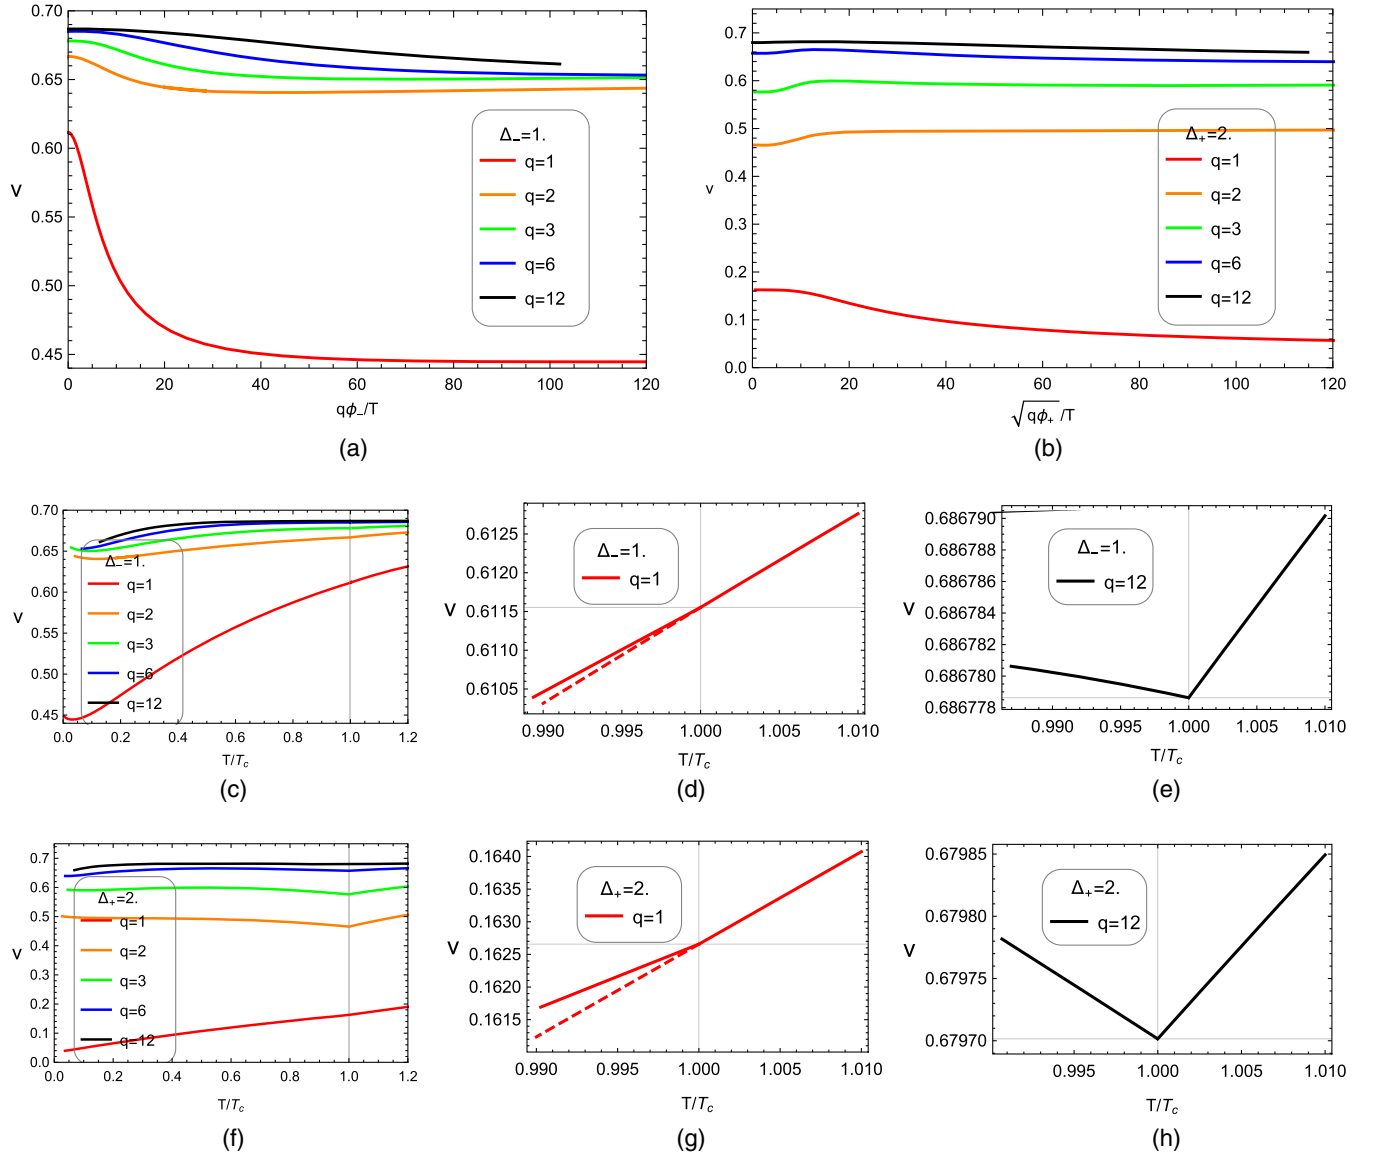 V
0.70
0.65
0.60
0.55
0.50
0.45
0 20 40 60 80 100 120
qϕ₋/T
Δ₋=1.
q=1
q=2
q=3
q=6
q=12
(a)
v
0.7
0.6
0.5
0.4
0.3
0.2
0.1
0.0
0 20 40 60 80 100 120
√qϕ₊ /T
Δ₊=2.
q=1
q=2
q=3
q=6
q=12
(b)
V
0.70
0.65
0.60
0.55
0.50
0.45
0.0 0.2 0.4 0.6 0.8 1.0 1.2
T/T_c
Δ₋=1.
q=1
q=2
q=3
q=6
q=12
(c)
V
0.6125
0.6120
0.6115
0.6110
0.6105
0.990 0.995 1.000 1.005 1.010
T/T_c
Δ₋=1.
q=1
(d)
V
0.686790
0.686788
0.686786
0.686784
0.686782
0.686780
0.686778
0.990 0.995 1.000 1.005 1.010
T/T_c
Δ₋=1.
q=12
(e)
V
0.7
0.6
0.5
0.4
0.3
0.2
0.1
0.0
0.0 0.2 0.4 0.6 0.8 1.0 1.2
T/T_c
Δ₊=2.
q=1
q=2
q=3
q=6
q=12
(f)
V
0.1640
0.1635
0.1630
0.1625
0.1620
0.1615
0.990 0.995 1.000 1.005 1.010
T/T_c
Δ₊=2.
q=1
(g)
V
0.67985
0.67980
0.67975
0.67970
0.995 1.000 1.005 1.010
T/T_c
Δ₊=2.
q=12
(h)